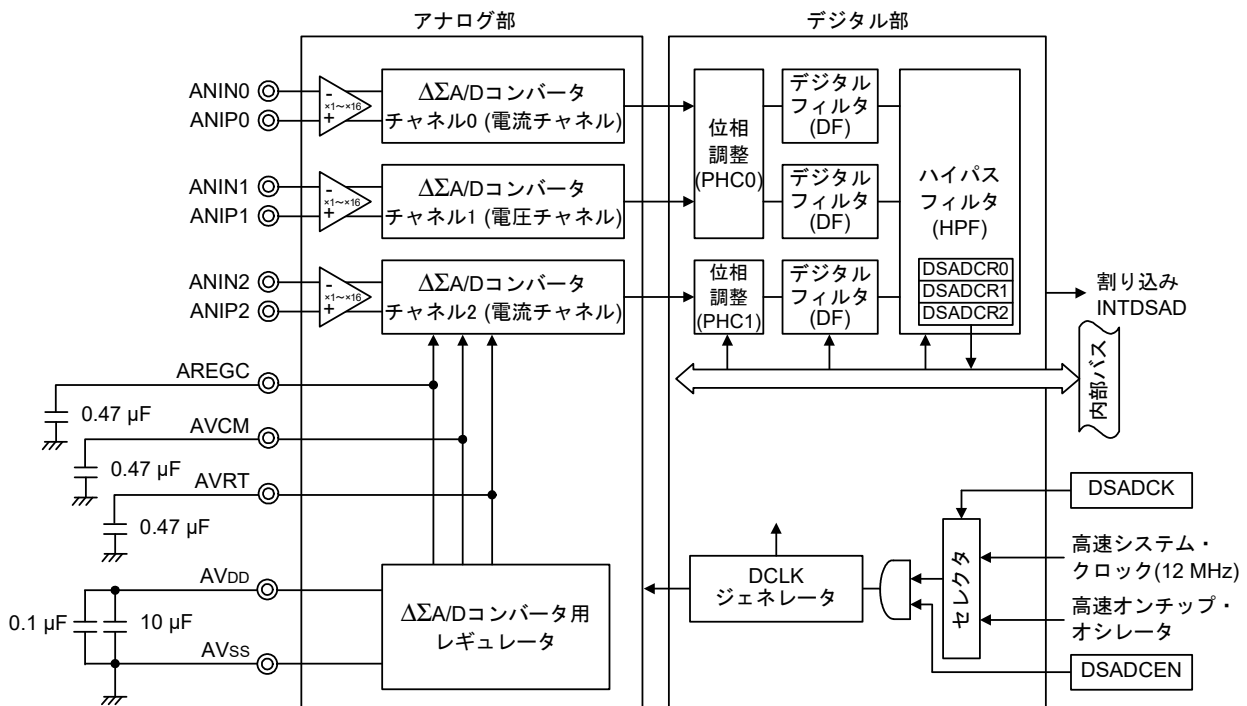 アナログ部
デジタル部
ANIN0
ANIP0
-
×1～×16
+
ΔΣA/Dコンバータ
チャネル0 (電流チャネル)
ANIN1
ANIP1
-
×1～×16
+
ΔΣA/Dコンバータ
チャネル1 (電圧チャネル)
ANIN2
ANIP2
-
×1～×16
+
ΔΣA/Dコンバータ
チャネル2 (電流チャネル)
位相
調整
(PHC0)
デジタル
フィルタ
(DF)
デジタル
フィルタ
(DF)
位相
調整
(PHC1)
デジタル
フィルタ
(DF)
ハイパス
フィルタ
(HPF)
DSADCR0
DSADCR1
DSADCR2
割り込み
INTDSAD
内部バス
AREGC
0.47 µF
AVCM
0.47 µF
AVRT
0.47 µF
AVDD
0.1 µF
10 µF
AVSS
ΔΣA/Dコンバータ用
レギュレータ
DCLK
ジェネレータ
セレクタ
DSADCK
高速システム・
クロック(12 MHz)
高速オンチップ・
オシレータ
DSADCEN